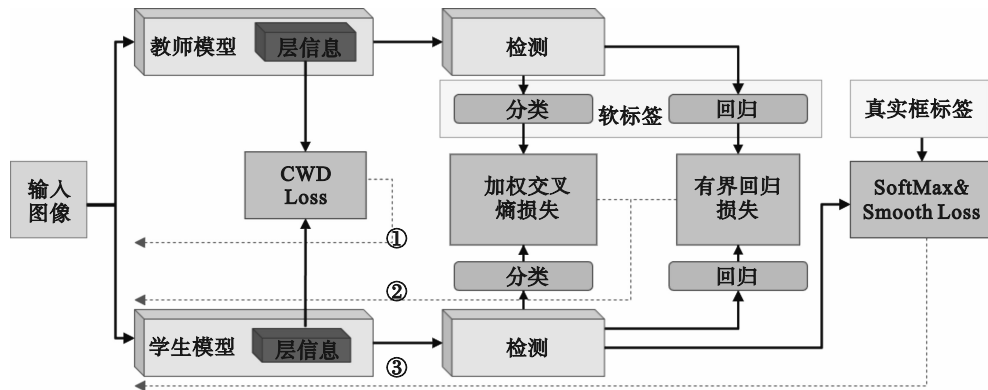 教师模型
层信息
检测
分类
软标签
回归
真实框标签
输入
图像
CWD
Loss
加权交叉
熵损失
有界回归
损失
SoftMax&
Smooth Loss
①
分类
回归
②
学生模型
层信息
③
检测